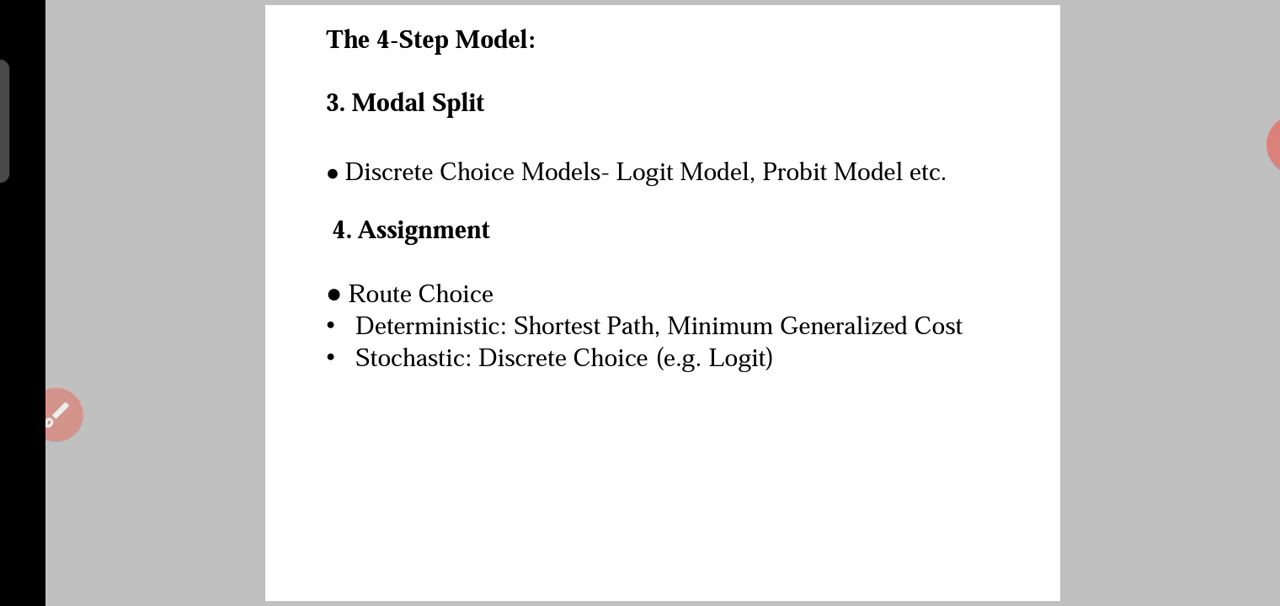 The 4-Step Model:
3. Modal Split
● Discrete Choice Models- Logit Model, Probit Model etc.
4. Assignment
● Route Choice
• Deterministic: Shortest Path, Minimum Generalized Cost
• Stochastic: Discrete Choice (e.g. Logit)